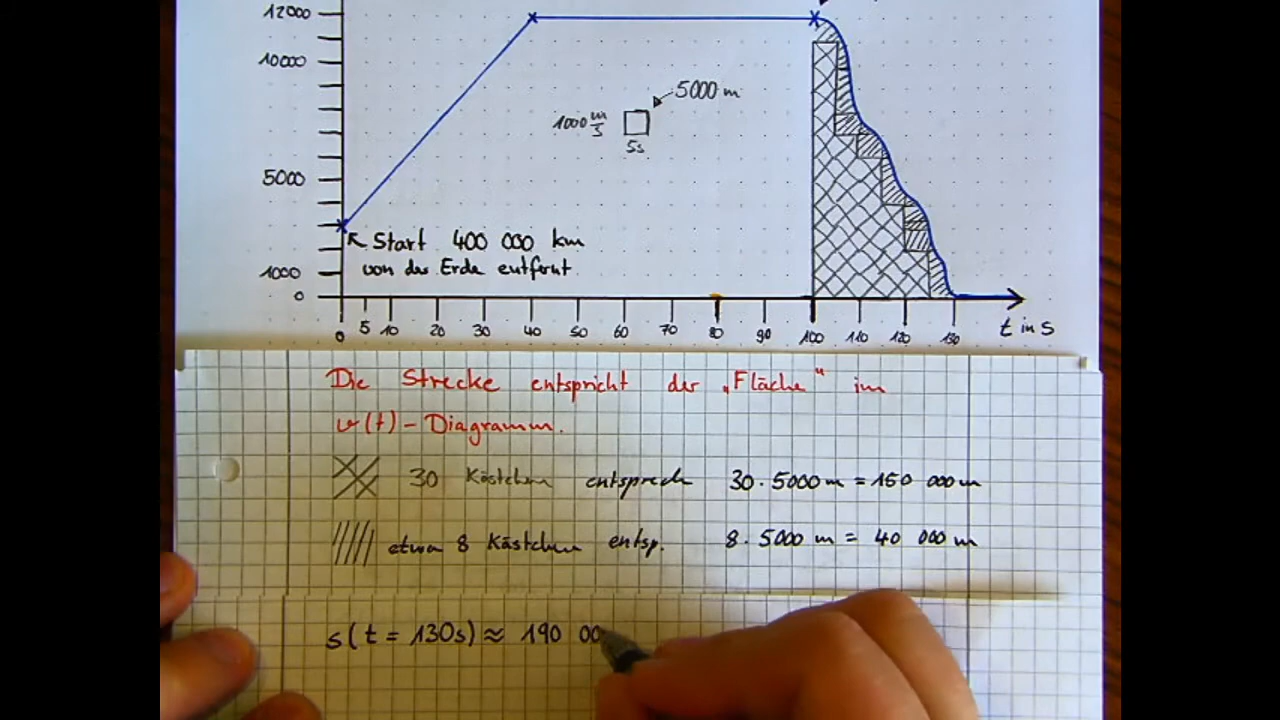 12000
10000
5000
1000
0
5000 m
1000 m/s
5s
Start 400 000 km
von der Erde entfernt
0 5 10 20 30 40 50 60 70 80 90 100 110 120 130
t in s
Die Strecke entspricht der „Fläche“ im
v(t) - Diagramm.
30 Kästchen entsprech 30 · 5000 m = 150 000 m
etwa 8 Kästchen entsp. 8 · 5000 m = 40 000 m
s(t = 130s) ≈ 190 00